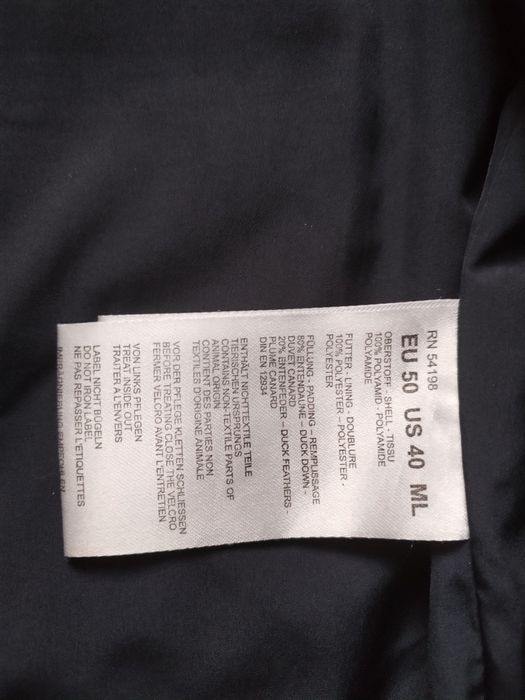 RN 54198
EU 50 US 40 ML
OBERSTOFF - SHELL - TISSU
100% POLYAMID - POLYAMIDE
POLYAMIDE
FUTTER - LINING - DOUBLURE
100% POLYESTER - POLYESTER -
POLYESTER
FÜLLUNG - PADDING - REMPLISSAGE
80% ENTENDAUNE - DUCK DOWN -
DUVET CANARD
20% ENTENFEDER - DUCK FEATHERS -
PLUME CANARD
DIN EN 12934
ENTHÄLT NICHTTEXTILE TEILE
TIERISCHEN URSPRUNGS
CONTAINS NON-TEXTILE PARTS OF
ANIMAL ORIGIN
CONTIENT DES PARTIES NON
TEXTILES D'ORIGINE ANIMALE
VOR DER PFLEGE KLETTEN SCHLIESSEN
BEFORE TREATING CLOSE THE VELCRO
FERMER VELCRO AVANT L'ENTRETIEN
VON LINKS PFLEGEN
TREAT INSIDE OUT
TRAITER A L'ENVERS
LABEL NICHT BÜGELN
DO NOT IRON LABEL
NE PAS REPASSER L'ETIQUETTES